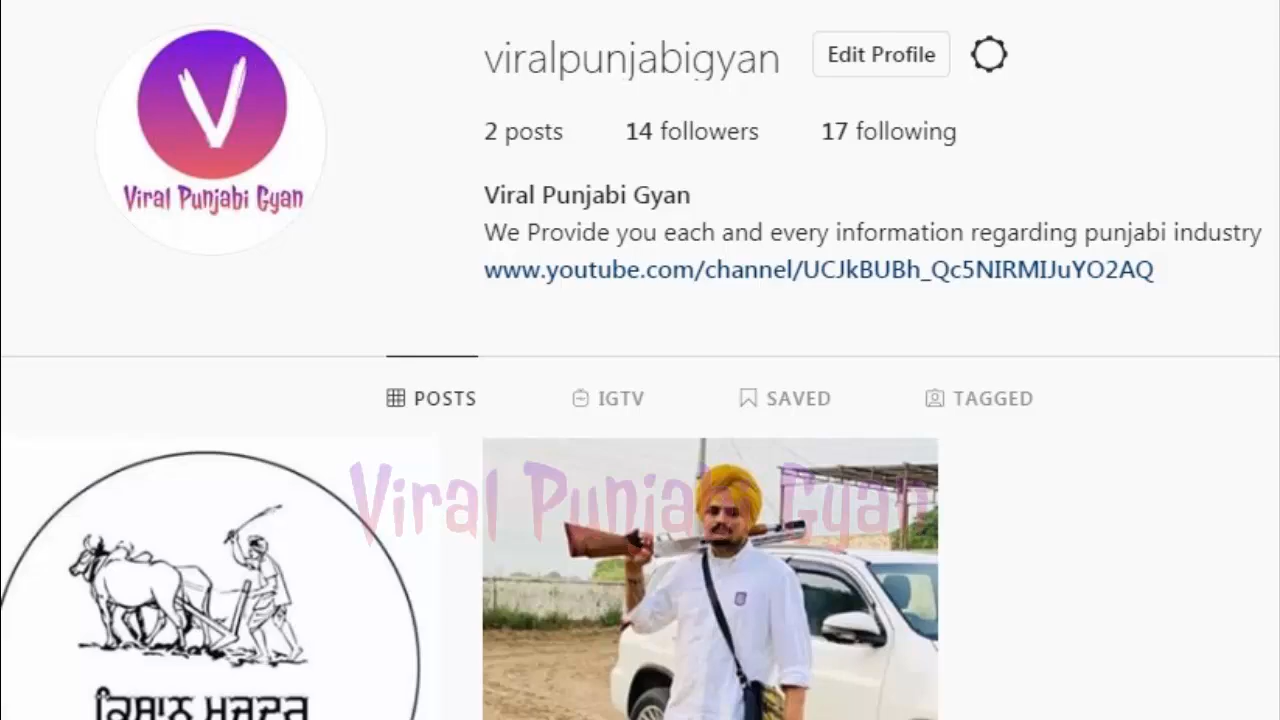 V
Viral Punjabi Gyan
viralpunjabigyan
Edit Profile
2 posts 14 followers 17 following
Viral Punjabi Gyan
We Provide you each and every information regarding punjabi industry
www.youtube.com/channel/UCJkBUBh_Qc5NIRMIJuYO2AQ
POSTS IGTV SAVED TAGGED
Viral Punjabi Gyan
ਕਿਸਾਨ ਮਜਦੂਰ